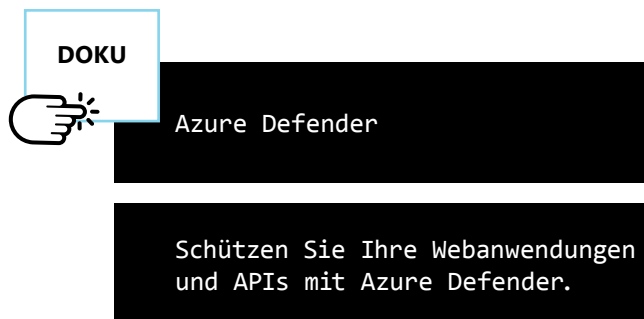 DOKU
Azure Defender
Schützen Sie Ihre Webanwendungen
und APIs mit Azure Defender.